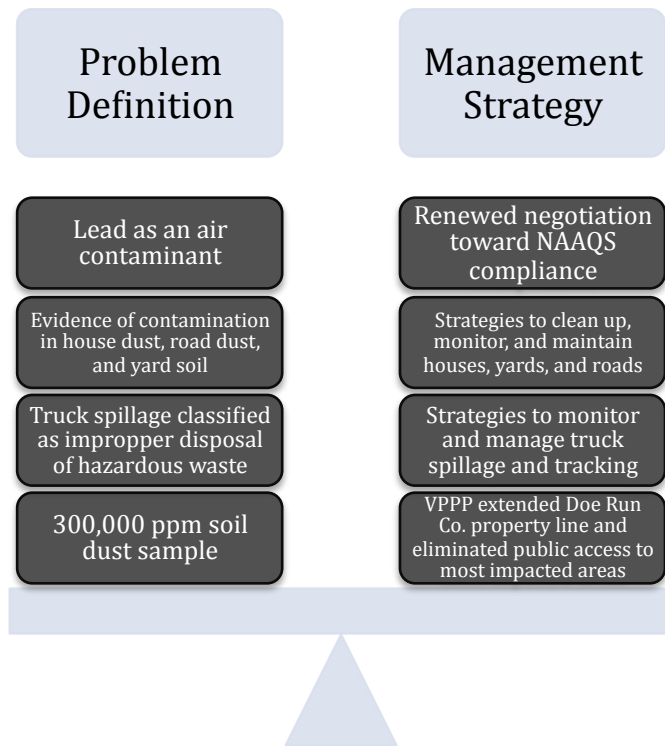 Problem
Definition
Management
Strategy
Lead as an air
contaminant
Renewed negotiation
toward NAAQS
compliance
Evidence of contamination
in house dust, road dust,
and yard soil
Strategies to clean up,
monitor, and maintain
houses, yards, and roads
Truck spillage classified
as impropper disposal
of hazardous waste
Strategies to monitor
and manage truck
spillage and tracking
300,000 ppm soil
dust sample
VPPP extended Doe Run
Co. property line and
eliminated public access to
most impacted areas